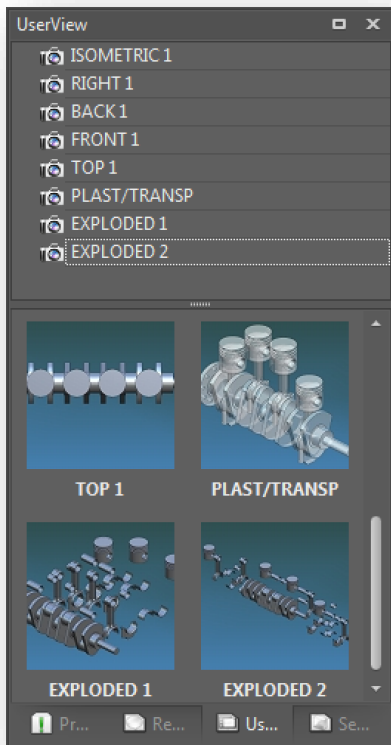 UserView
ISOMETRIC 1
RIGHT 1
BACK 1
FRONT 1
TOP 1
PLAST/TRANSP
EXPLODED 1
EXPLODED 2
TOP 1 PLAST/TRANSP
EXPLODED 1 EXPLODED 2
Pr... Re... Us... Se...